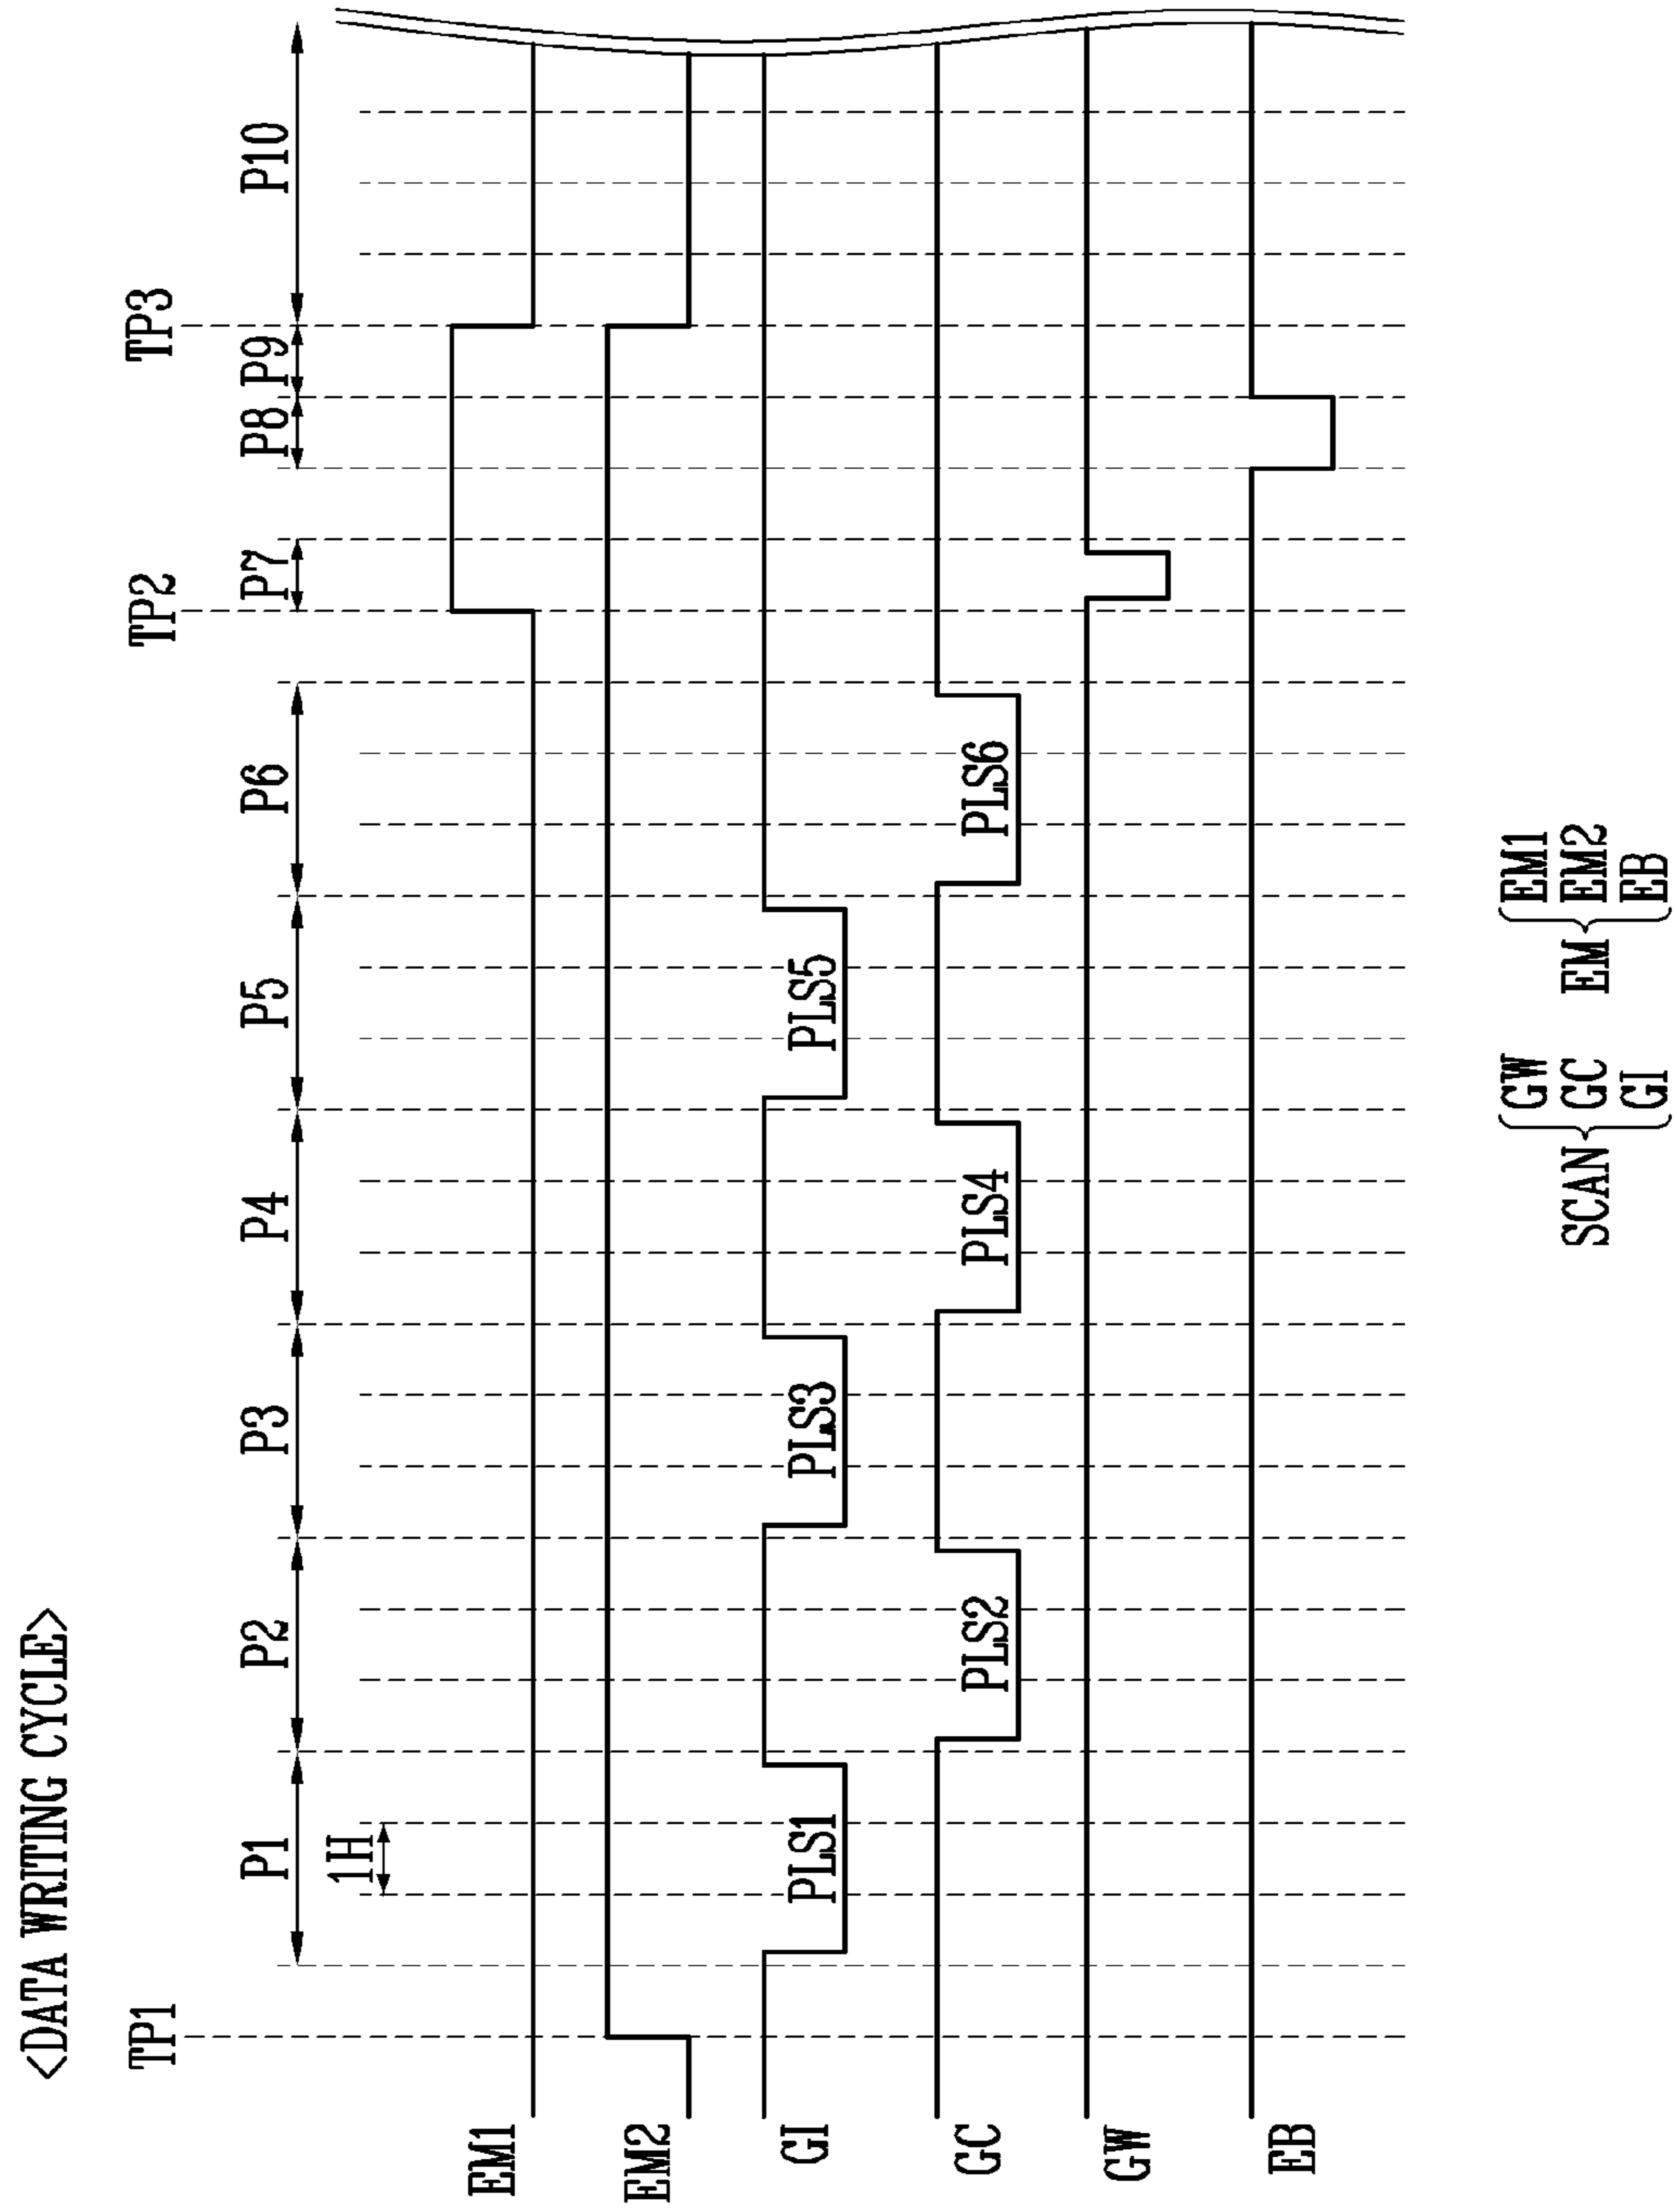 <DATA WRITING CYCLE>
TP1 TP2 TP3
P1 P2 P3 P4 P5 P6 P7 P8 P9 P10
1H
EM1
EM2
GI PLS1 PLS3 PLS5
GC PLS2 PLS4 PLS6
GW
EB
SCAN { GW GC GI
EM { EM1 EM2 EB